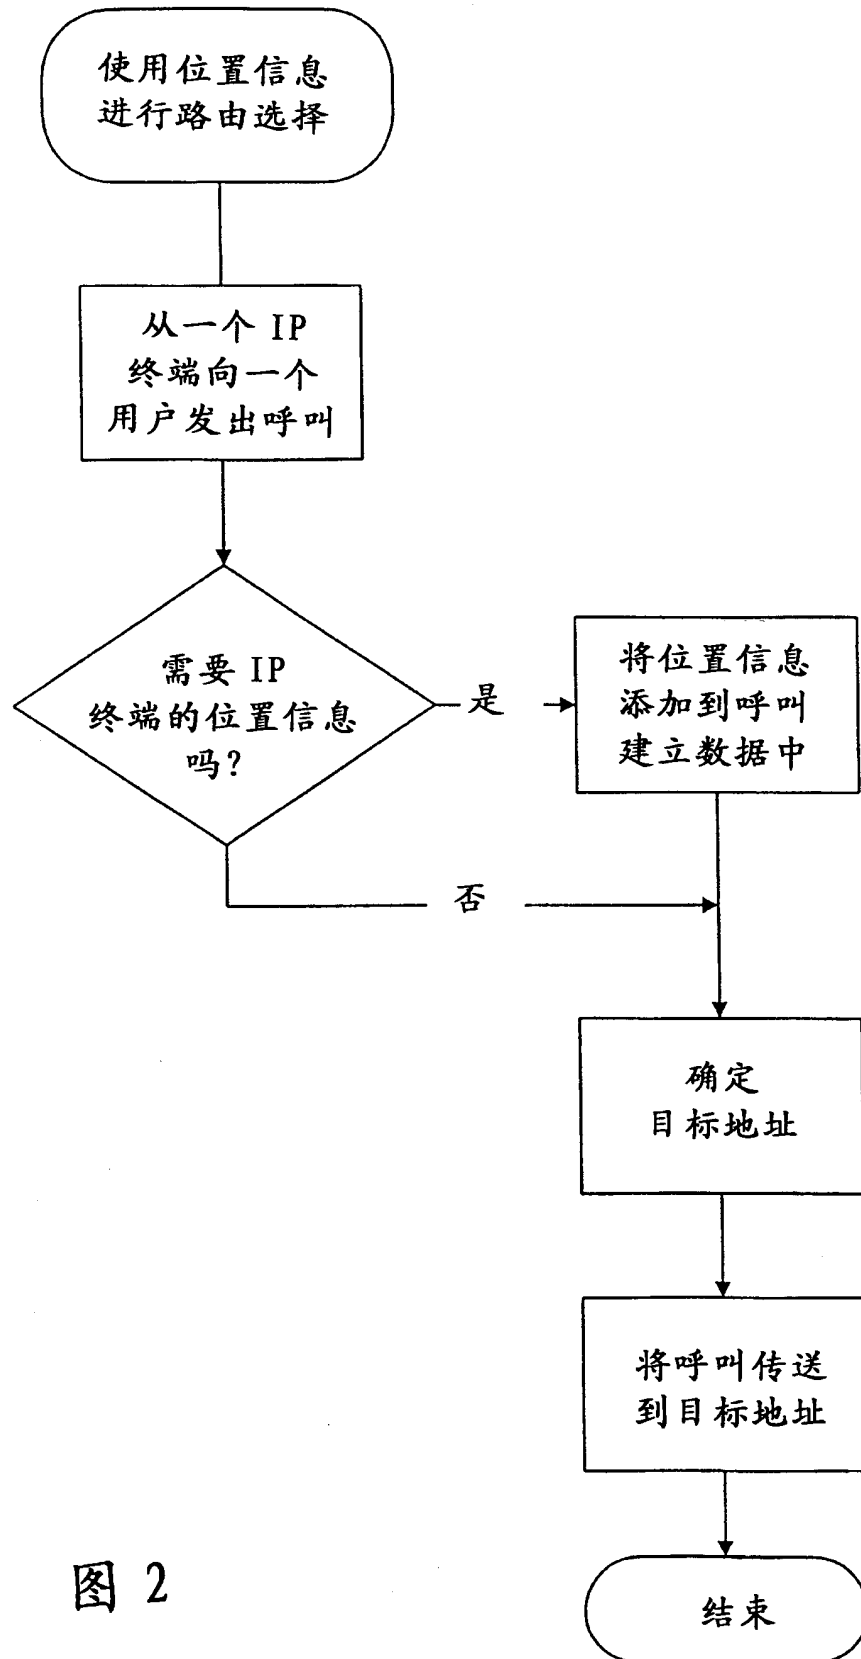 使用位置信息
进行路由选择
从一个 IP
终端向一个
用户发出呼叫
需要 IP
终端的位置信息
吗?
是
将位置信息
添加到呼叫
建立数据中
否
确定
目标地址
将呼叫传送
到目标地址
结束
图 2